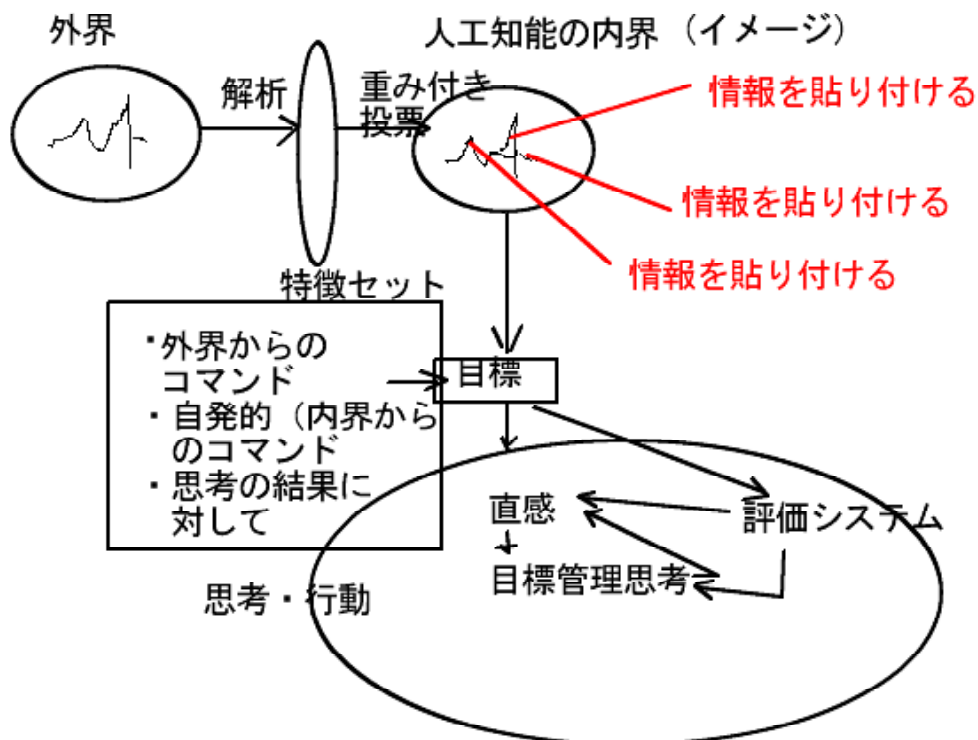 外界
人工知能の内界 (イメージ)
解析
重み付き
投票
情報を貼り付ける
情報を貼り付ける
情報を貼り付ける
特徴セット
・外界からの
コマンド
・自発的(内界から
のコマンド
・思考の結果に
対して
目標
直感
+
目標管理思考
評価システム
思考・行動